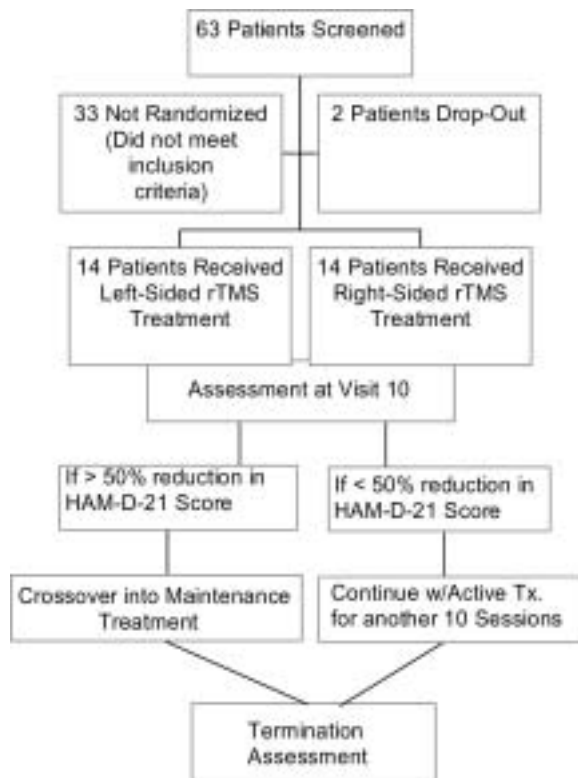 63 Patients Screened
33 Not Randomized
(Did not meet
inclusion
criteria)
2 Patients Drop-Out
14 Patients Received
Left-Sided rTMS
Treatment
14 Patients Received
Right-Sided rTMS
Treatment
Assessment at Visit 10
If > 50% reduction in
HAM-D-21 Score
If < 50% reduction in
HAM-D-21 Score
Crossover into Maintenance
Treatment
Continue w/Active Tx.
for another 10 Sessions
Termination
Assessment